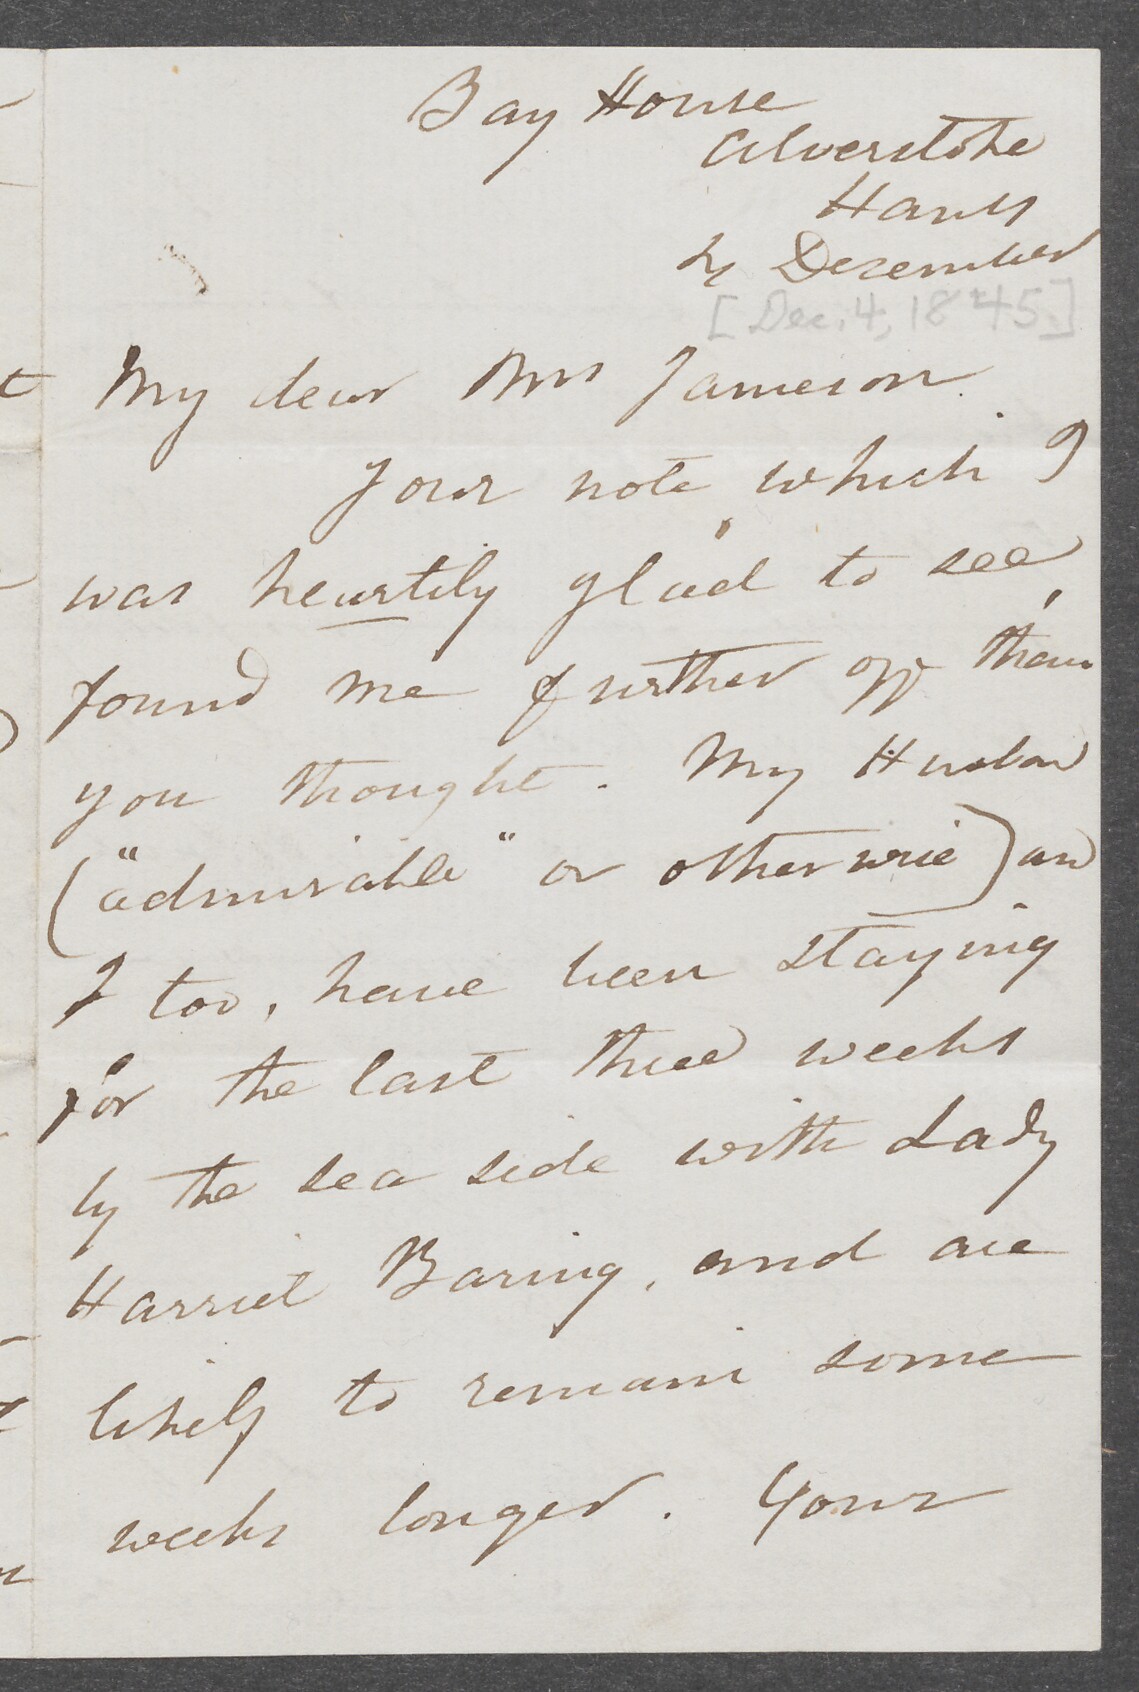 Bay House
Alverstoke
Hants
4 December
[Dec. 4, 1845.]
My dear Mrs Jameson
Your note which I
was heartily glad to see,
found me further off than
you thought. My Husband
("admirable" or otherwise) and
I too, have been staying
for the last three weeks
by the sea side with Lady
Harriet Baring, and are
likely to remain some
weeks longer. Your